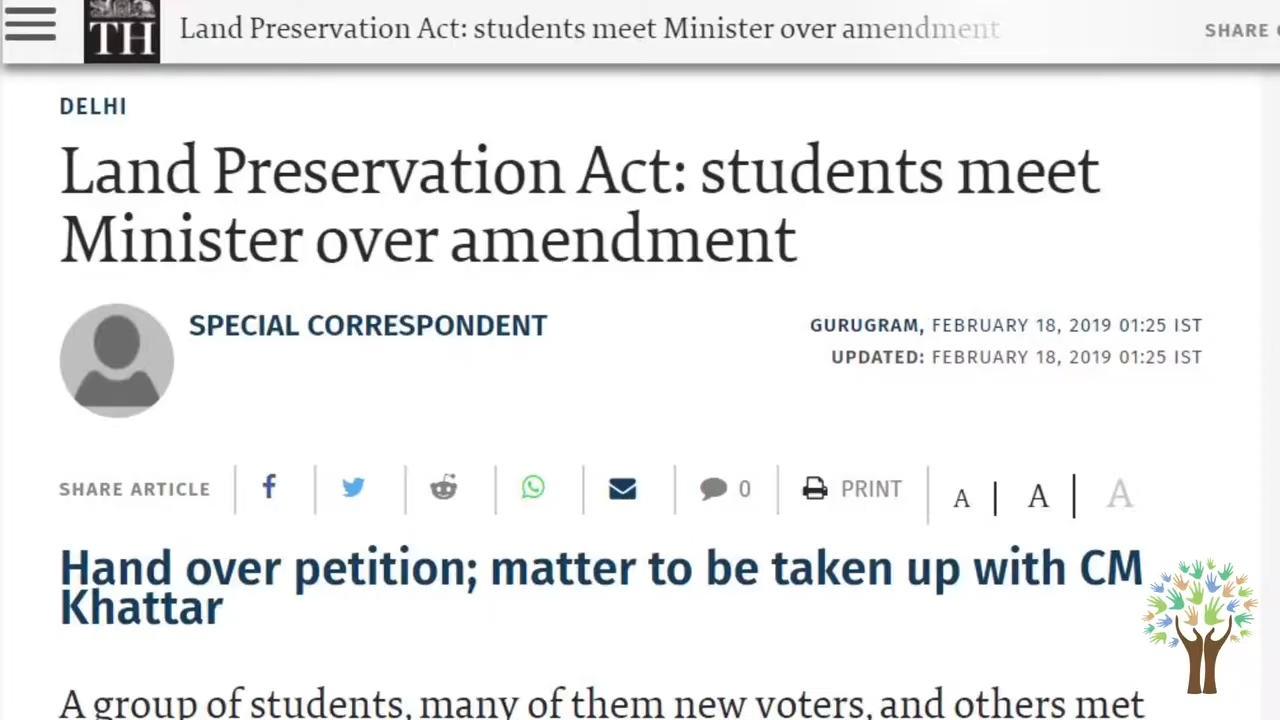 TH Land Preservation Act: students meet Minister over amendment SHARE
DELHI
Land Preservation Act: students meet
Minister over amendment
SPECIAL CORRESPONDENT
GURUGRAM, FEBRUARY 18, 2019 01:25 IST
UPDATED: FEBRUARY 18, 2019 01:25 IST
SHARE ARTICLE 0 PRINT A A A
Hand over petition; matter to be taken up with CM
Khattar
A group of students, many of them new voters, and others met